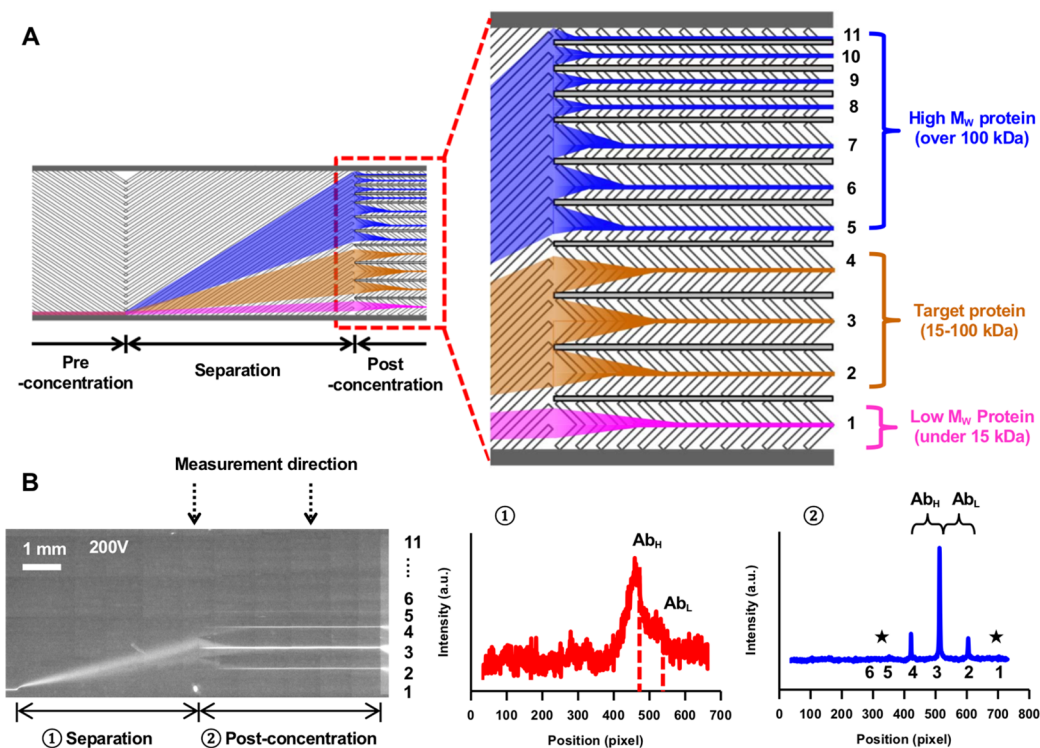 A
11
10
9
8
7
6
5
4
3
2
1
High MW protein
(over 100 kDa)
Target protein
(15-100 kDa)
Low MW Protein
(under 15 kDa)
Pre
-concentration
Separation
Post
-concentration
B
Measurement direction
1 mm
200V
11
....
6
5
4
3
2
1
① Separation
② Post-concentration
①
AbH
AbL
Intensity (a.u.)
0 100 200 300 400 500 600 700
Position (pixel)
②
AbH AbL
Intensity (a.u.)
★ ★
6 5 4 3 2 1
0 100 200 300 400 500 600 700 800
Position (pixel)